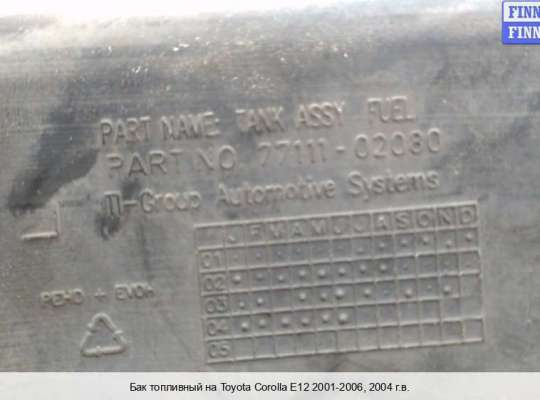 FINN
FINN
PART NAME: TANK ASSY FUEL
PART NO. 77111-02080
TI-Group Automotive Systems
J F M A M J J A S O N D
01
02
03
04
05
PEHD + EVOH
Бак топливный на Toyota Corolla E12 2001-2006, 2004 г.в.